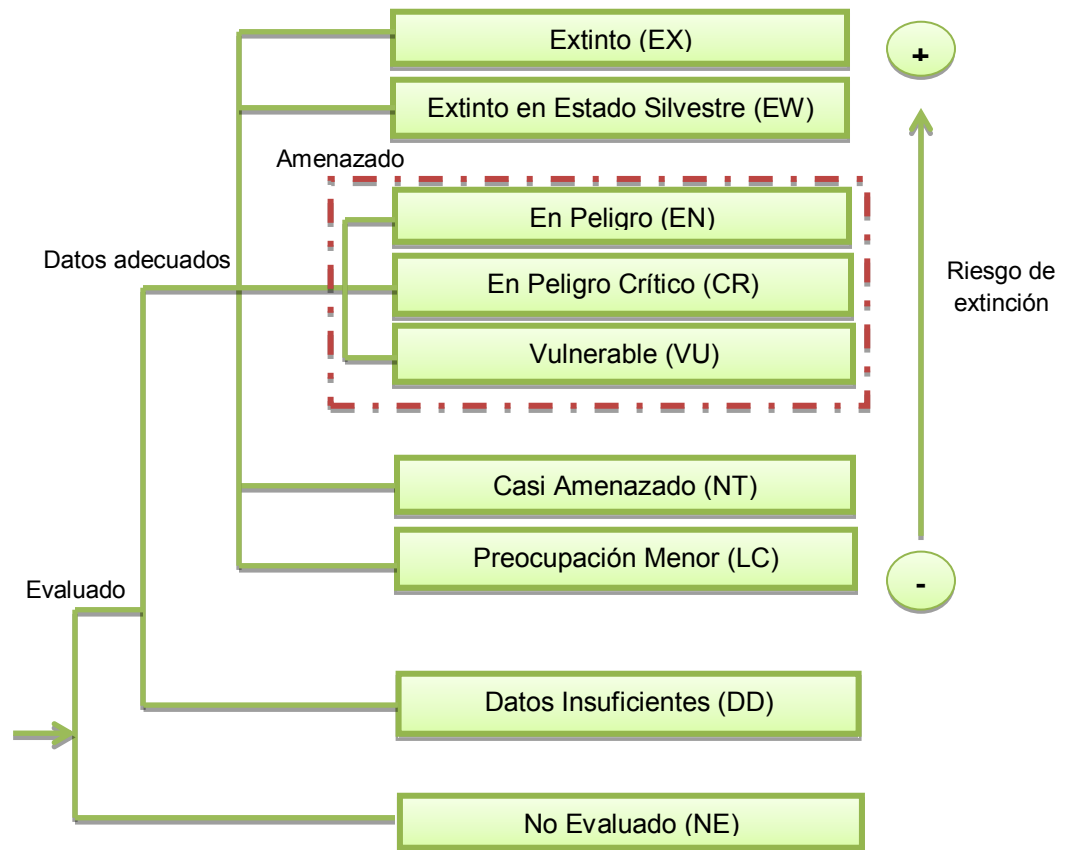 Extinto (EX)
+
Extinto en Estado Silvestre (EW)
Amenazado
En Peligro (EN)
Datos adecuados
En Peligro Crítico (CR)
Riesgo de
extinción
Vulnerable (VU)
Casi Amenazado (NT)
Preocupación Menor (LC)
-
Evaluado
Datos Insuficientes (DD)
No Evaluado (NE)